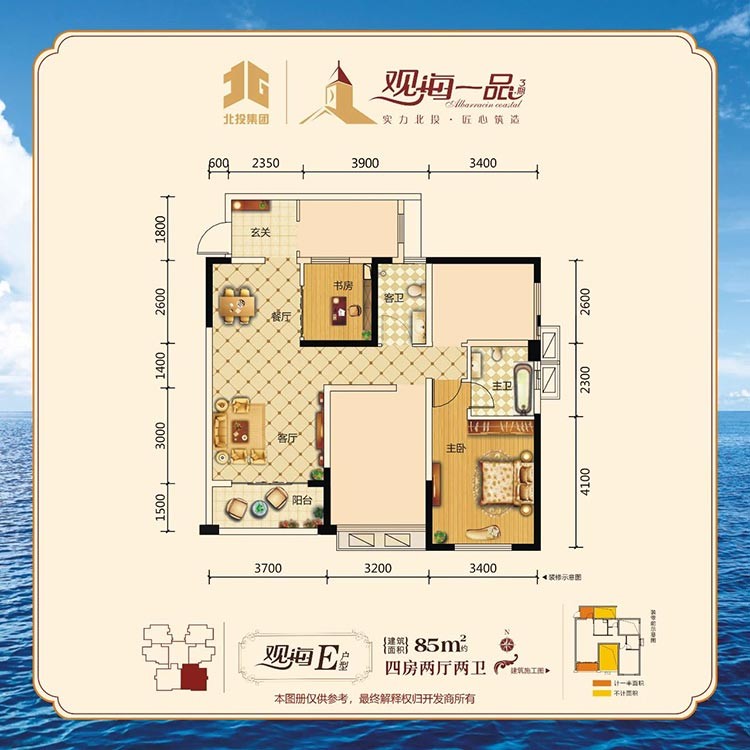 北投集团
观海一品3期
Albarracin coastal
实力北投·匠心筑造
600 2350 3900 3400
1800
2600
1400
3000
1500
2600
2300
4100
玄关
书房
客卫
餐厅
主卫
客厅
主卧
阳台
3700 3200 3400
装修示意图
观海E户型
建筑面积 85m²约
四房两厅两卫
N
建筑施工图
计一半面积
不计面积
本图册仅供参考，最终解释权归开发商所有